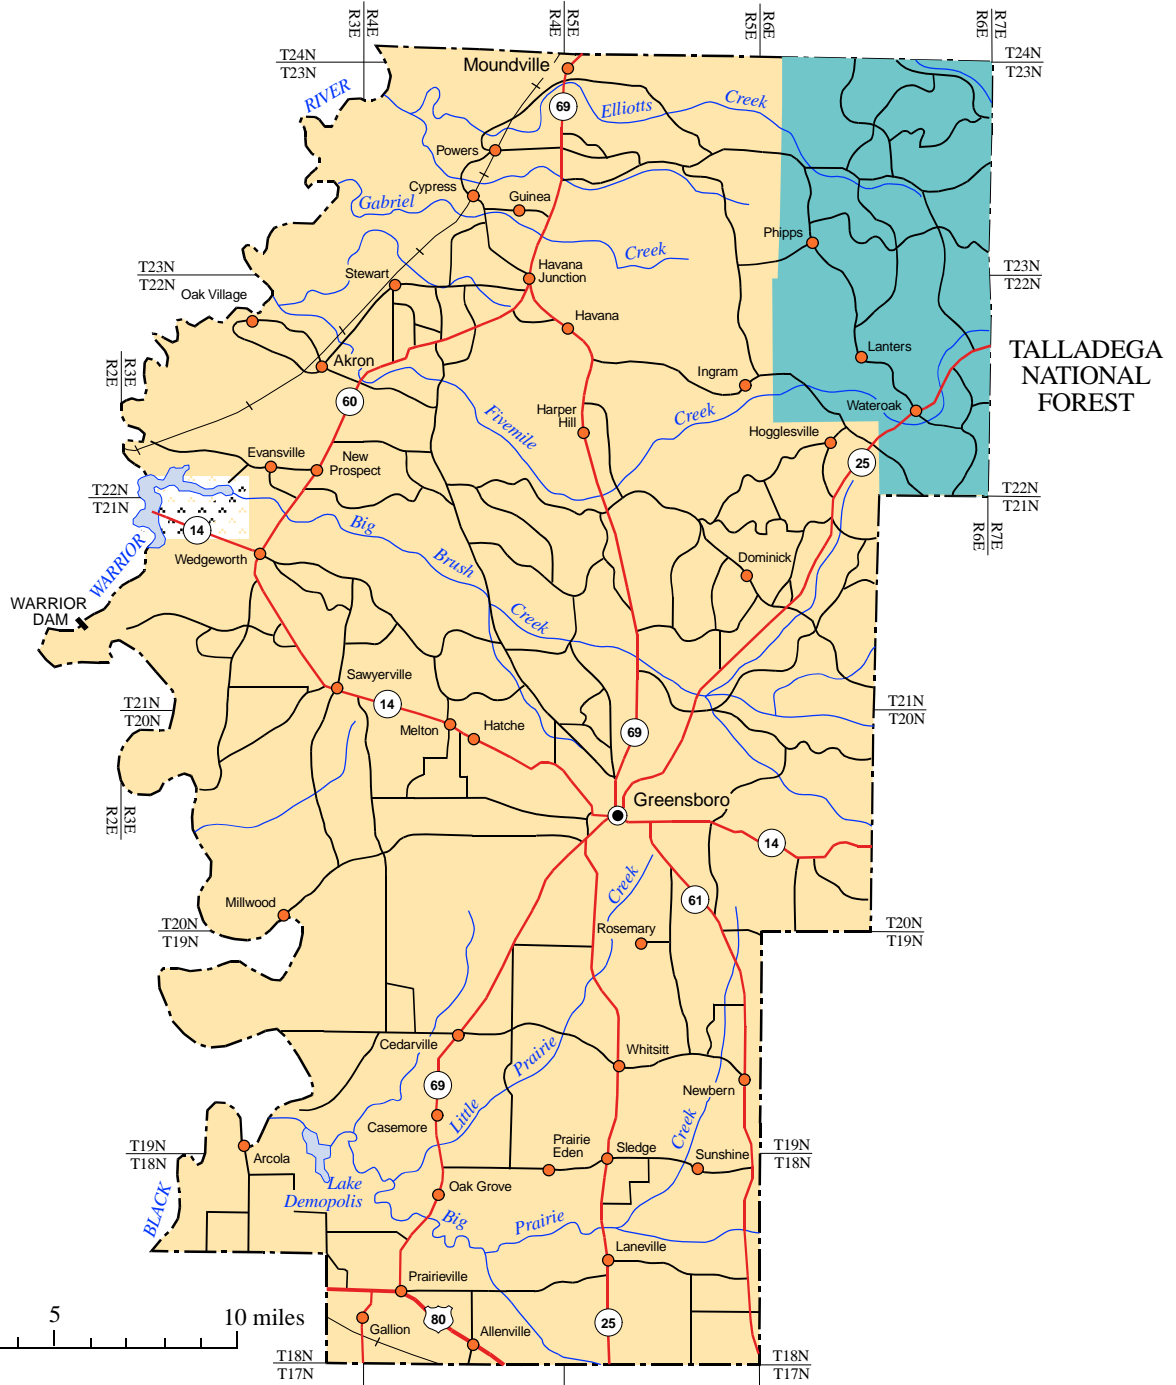 R3E
R4E
R4E
R5E
R5E
R6E
R6E
R7E
T24N
T23N
T24N
T23N
Moundville
RIVER
69
Elliotts
Creek
Powers
Cypress
Guinea
Gabriel
Creek
Phipps
T23N
T22N
T23N
T22N
Stewart
Havana
Junction
Oak Village
Havana
Lanters
TALLADEGA
NATIONAL
FOREST
R2E
R3E
Akron
Ingram
60
Fivemile
Harper
Hill
Creek
Wateroak
Hogglesville
Evansville
New
Prospect
25
T22N
T21N
T22N
T21N
R6E
R7E
14
Big
Wedgeworth
WARRIOR
Brush
Dominick
WARRIOR
DAM
Creek
Sawyerville
14
T21N
T20N
T21N
T20N
Melton
Hatche
69
R2E
R3E
Greensboro
14
Creek
61
Millwood
T20N
T19N
Rosemary
T20N
T19N
Cedarville
Prairie
Whitsitt
69
Newbern
Little
Casemore
Creek
T19N
T18N
Arcola
Prairie
Eden
Sledge
Sunshine
T19N
T18N
BLACK
Lake
Demopolis
Oak Grove
Big
Prairie
Laneville
Prairieville
5
10 miles
Gallion
80
Allenville
25
T18N
T17N
T18N
T17N